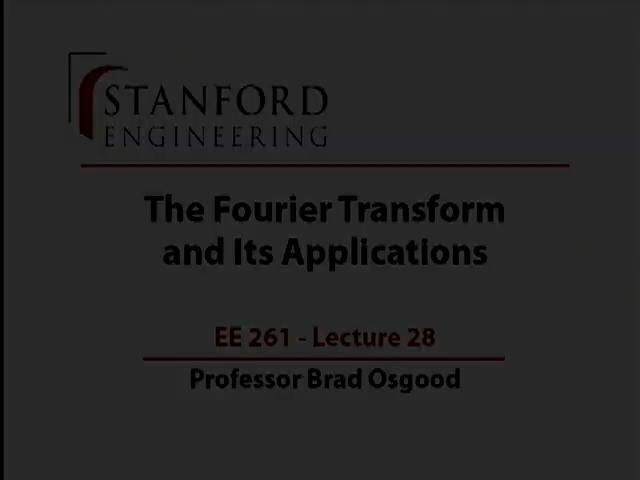 STANFORD
ENGINEERING
The Fourier Transform
and Its Applications
EE 261 - Lecture 28
Professor Brad Osgood